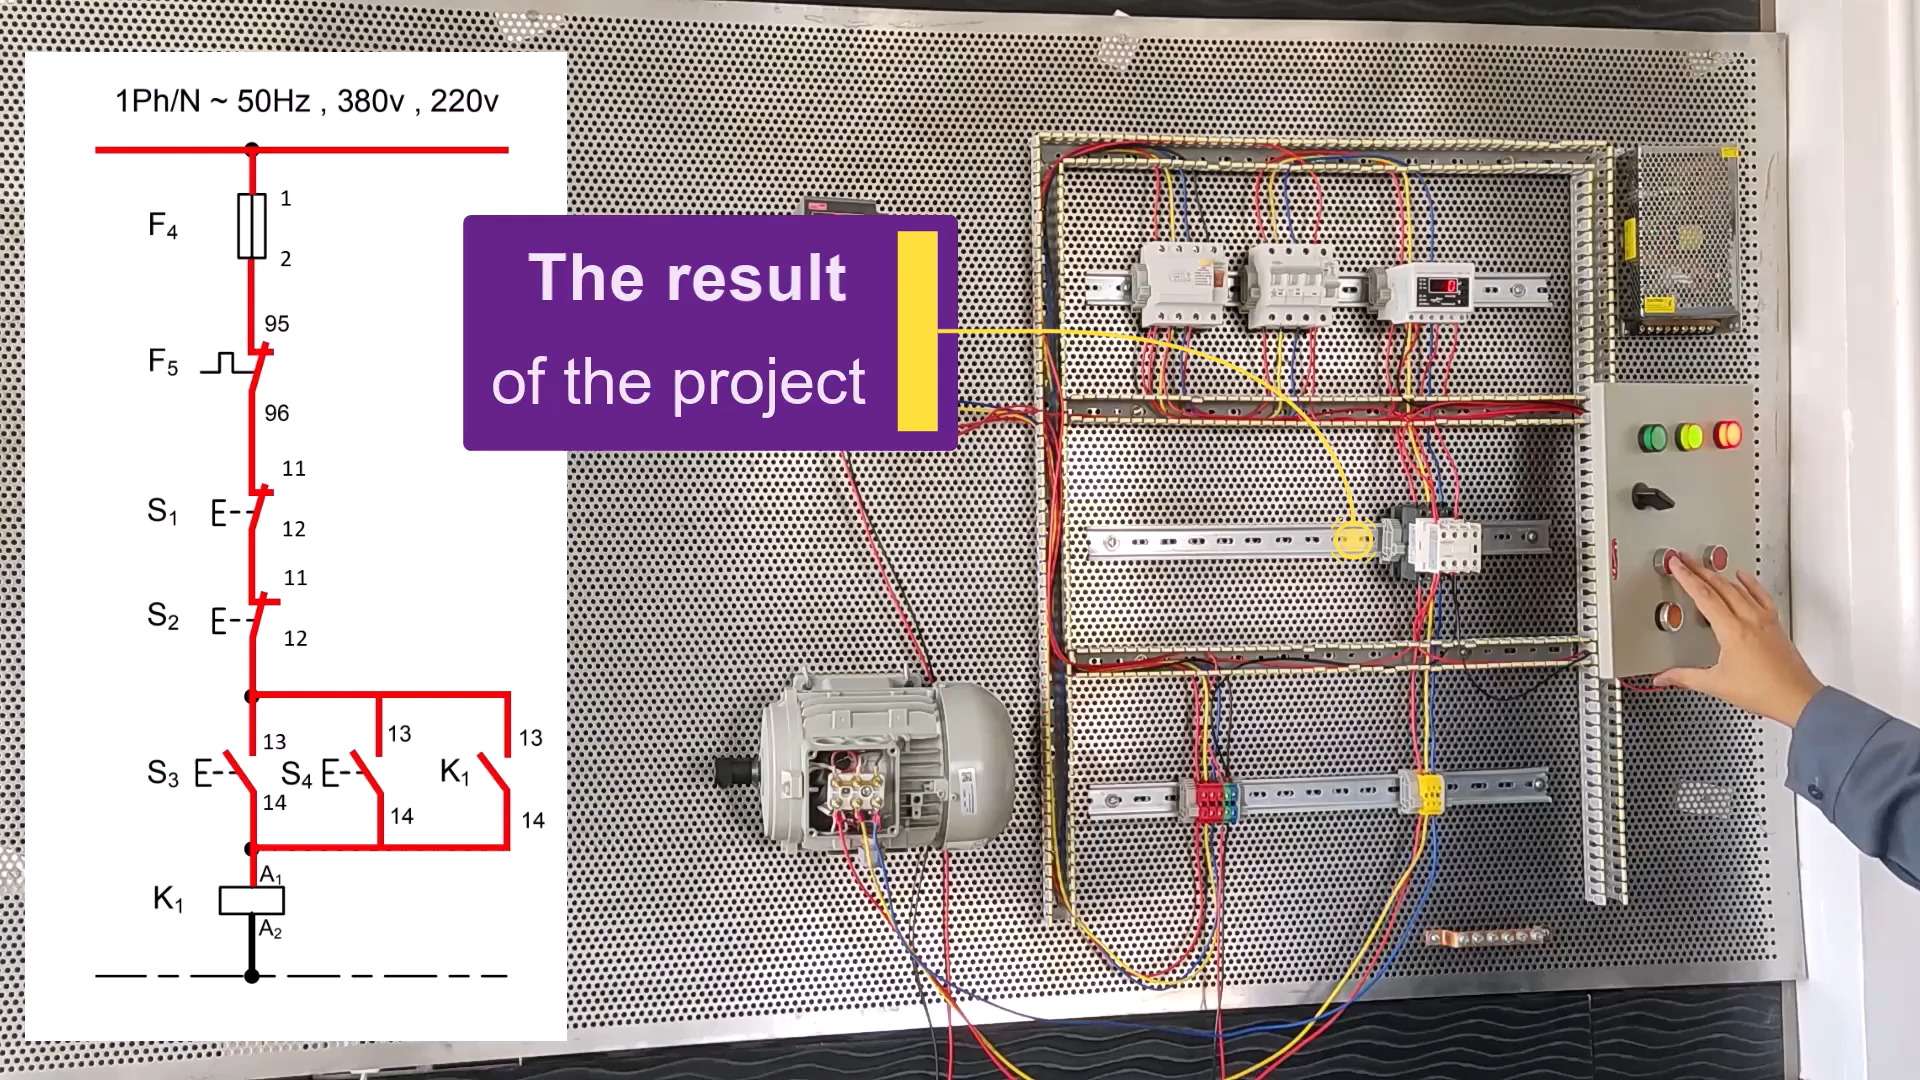 1Ph/N ~ 50Hz , 380v , 220v
F4
1
2
95
F5
96
11
S1 E
12
11
S2 E
12
13
13
13
S3 E
S4 E
K1
14
14
14
A1
K1
A2
The result
of the project
0